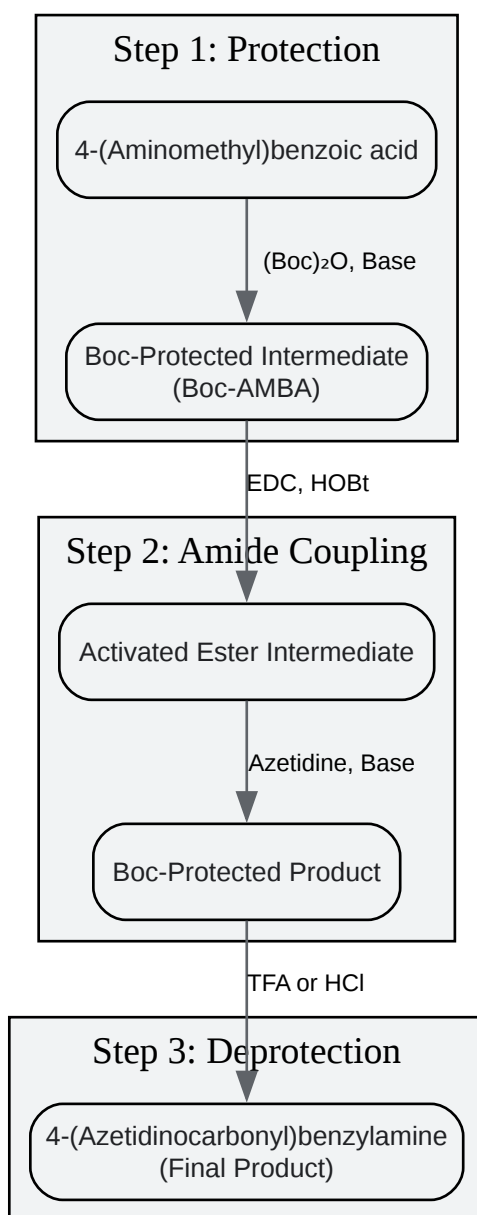 Step 1: Protection
4-(Aminomethyl)benzoic acid
(Boc)₂O, Base
Boc-Protected Intermediate
(Boc-AMBA)
EDC, HOBt
Step 2: Amide Coupling
Activated Ester Intermediate
Azetidine, Base
Boc-Protected Product
TFA or HCl
Step 3: Deprotection
4-(Azetidinocarbonyl)benzylamine
(Final Product)